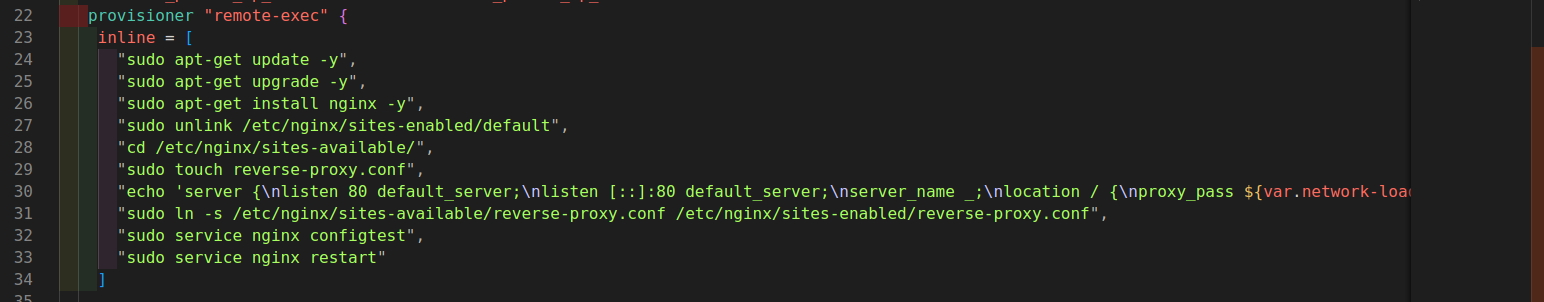 22 provisioner "remote-exec" {
23 inline = [
24 "sudo apt-get update -y",
25 "sudo apt-get upgrade -y",
26 "sudo apt-get install nginx -y",
27 "sudo unlink /etc/nginx/sites-enabled/default",
28 "cd /etc/nginx/sites-available/",
29 "sudo touch reverse-proxy.conf",
30 "echo 'server {\nlisten 80 default_server;\nlisten [::]:80 default_server;\nserver_name _;\nlocation / {\nproxy_pass ${var.network-loa
31 "sudo ln -s /etc/nginx/sites-available/reverse-proxy.conf /etc/nginx/sites-enabled/reverse-proxy.conf",
32 "sudo service nginx configtest",
33 "sudo service nginx restart"
34 ]
35